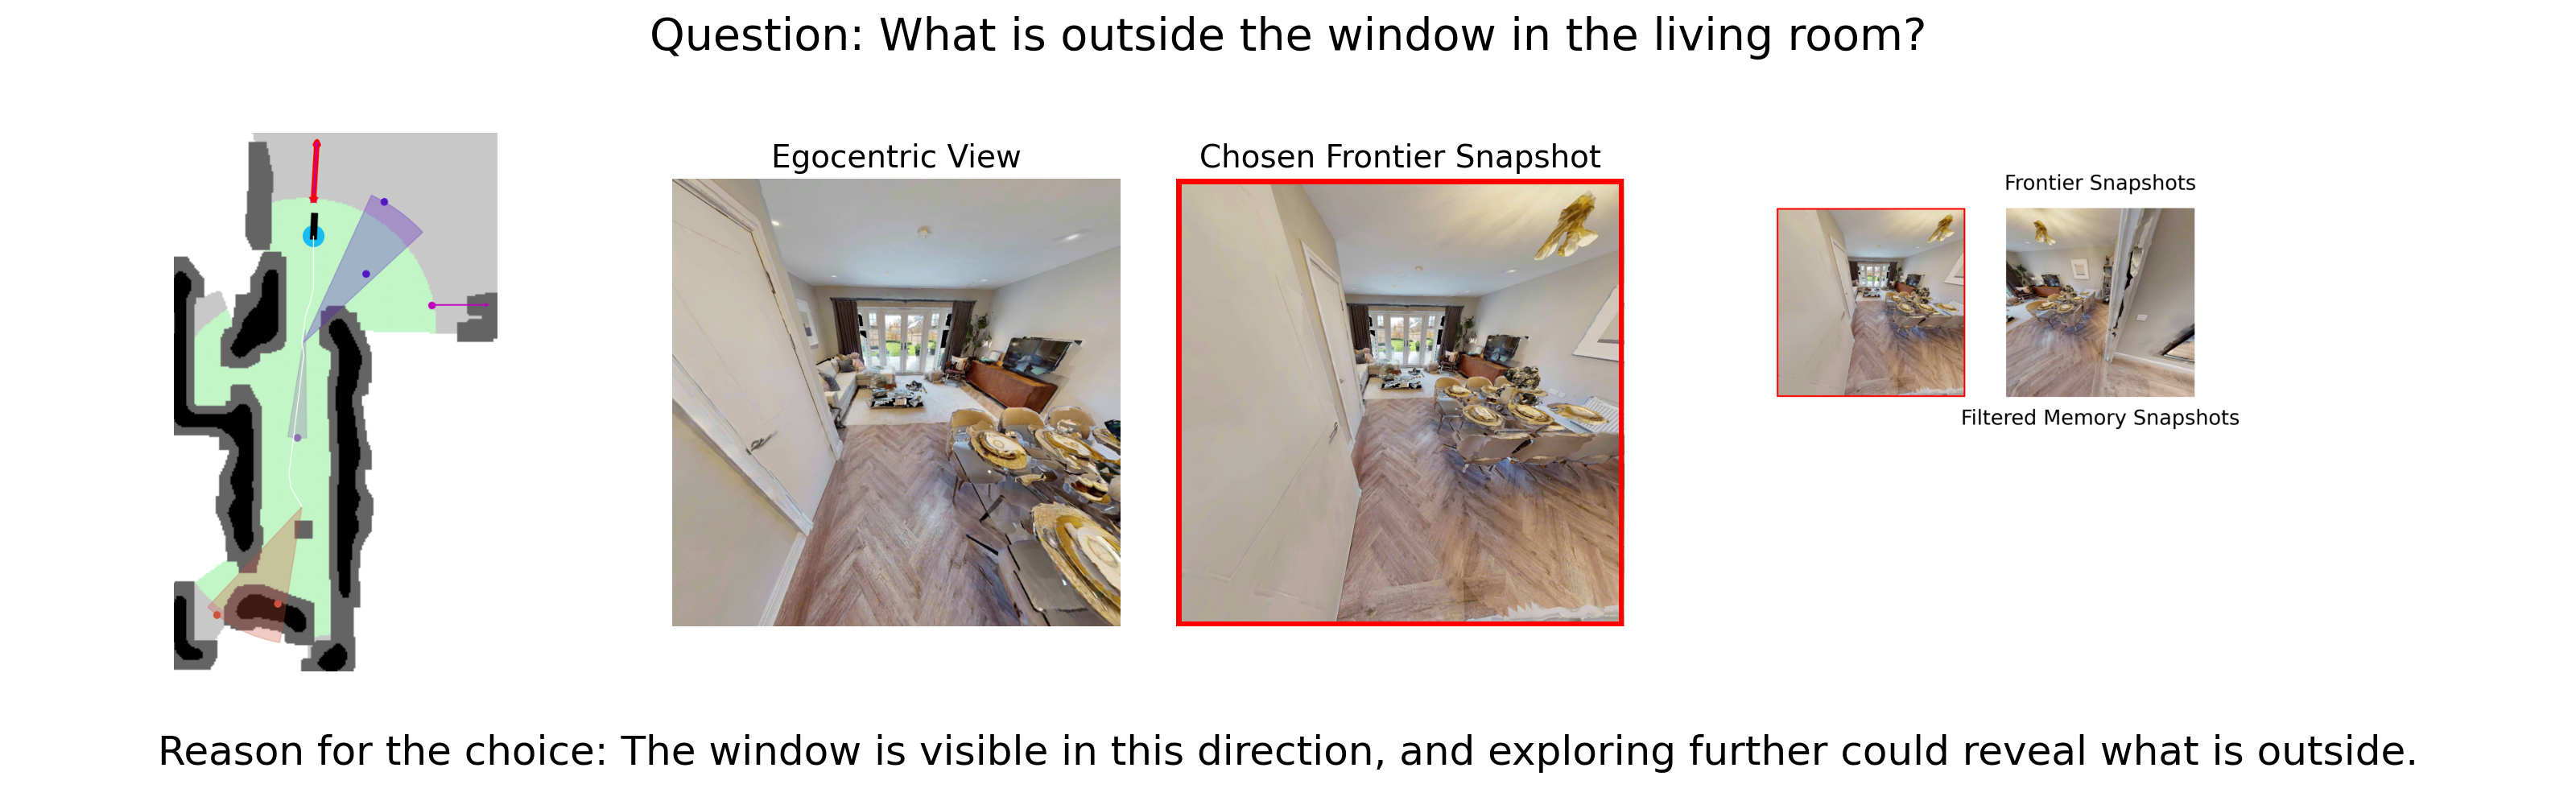 Question: What is outside the window in the living room?
Egocentric View
Chosen Frontier Snapshot
Frontier Snapshots
Filtered Memory Snapshots
Reason for the choice: The window is visible in this direction, and exploring further could reveal what is outside.